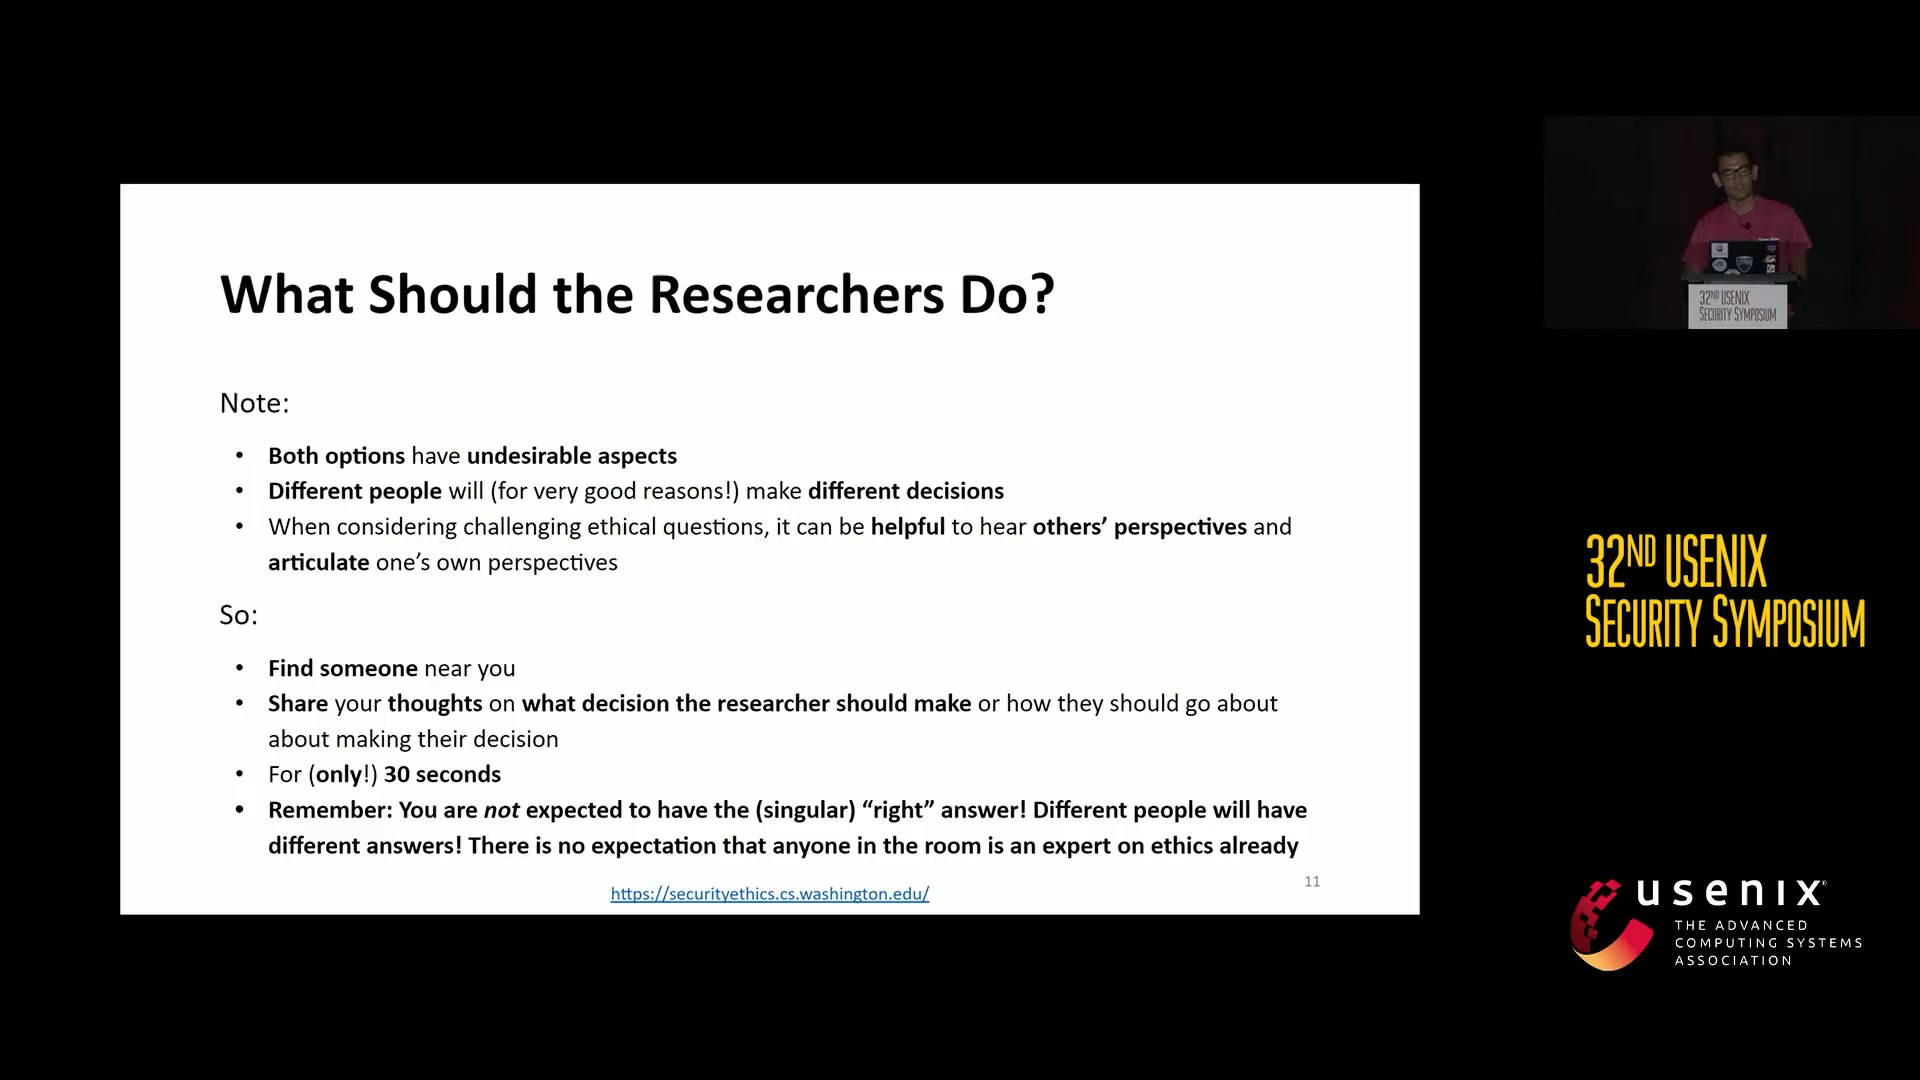 What Should the Researchers Do?
Note:
• Both options have undesirable aspects
• Different people will (for very good reasons!) make different decisions
• When considering challenging ethical questions, it can be helpful to hear others’ perspectives and
articulate one’s own perspectives
So:
• Find someone near you
• Share your thoughts on what decision the researcher should make or how they should go about
about making their decision
• For (only!) 30 seconds
• Remember: You are not expected to have the (singular) “right” answer! Different people will have
different answers! There is no expectation that anyone in the room is an expert on ethics already
https://securityethics.cs.washington.edu/
11
32ND USENIX
SECURITY SYMPOSIUM
32ND USENIX
SECURITY SYMPOSIUM
usenix®
THE ADVANCED
COMPUTING SYSTEMS
ASSOCIATION